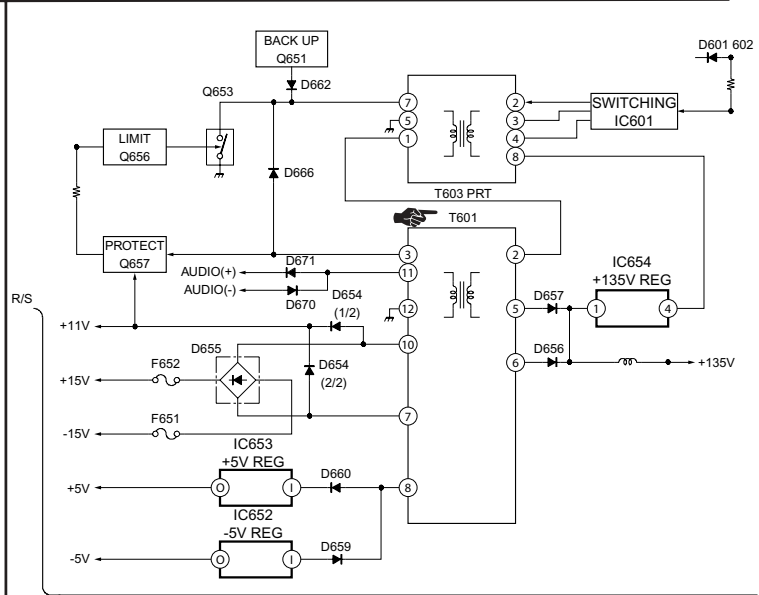 BACK UP
Q651
D601 602
D662
Q653
7
5
1
2
3
4
8
SWITCHING
IC601
LIMIT
Q656
D666
T603 PRT
T601
PROTECT
Q657
3
2
D671
AUDIO(+)
11
IC654
+135V REG
AUDIO(-)
D670
R/S
D654
(1/2)
12
5
D657
1
4
+11V
D655
10
D654
(2/2)
6
D656
+135V
F652
+15V
7
F651
-15V
IC653
+5V REG
D660
+5V
O
I
8
IC652
-5V REG
D659
-5V
O
I